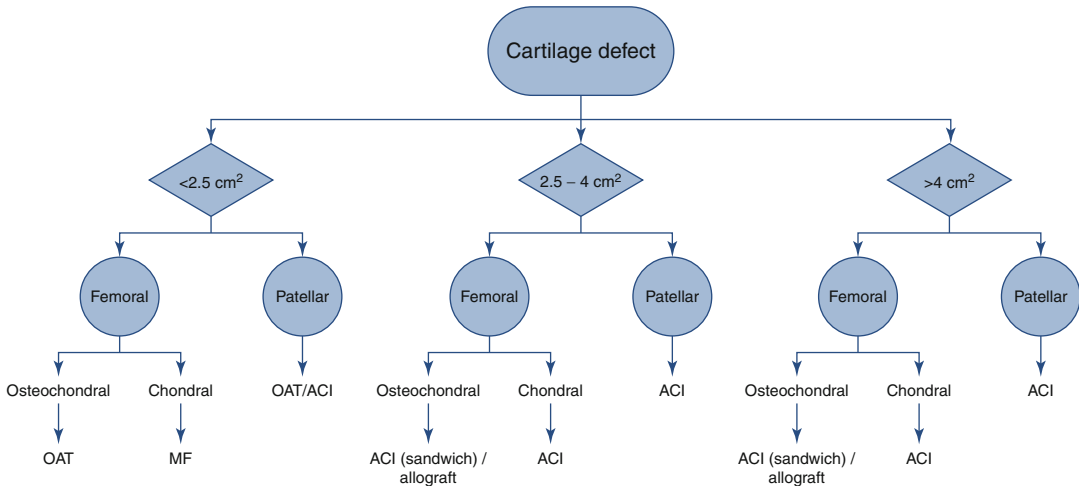 Cartilage defect
<2.5 cm²
2.5 – 4 cm²
>4 cm²
Femoral
Patellar
Femoral
Patellar
Femoral
Patellar
Osteochondral
Chondral
OAT/ACI
Osteochondral
Chondral
ACI
Osteochondral
Chondral
ACI
OAT
MF
ACI (sandwich) /
allograft
ACI
ACI (sandwich) /
allograft
ACI